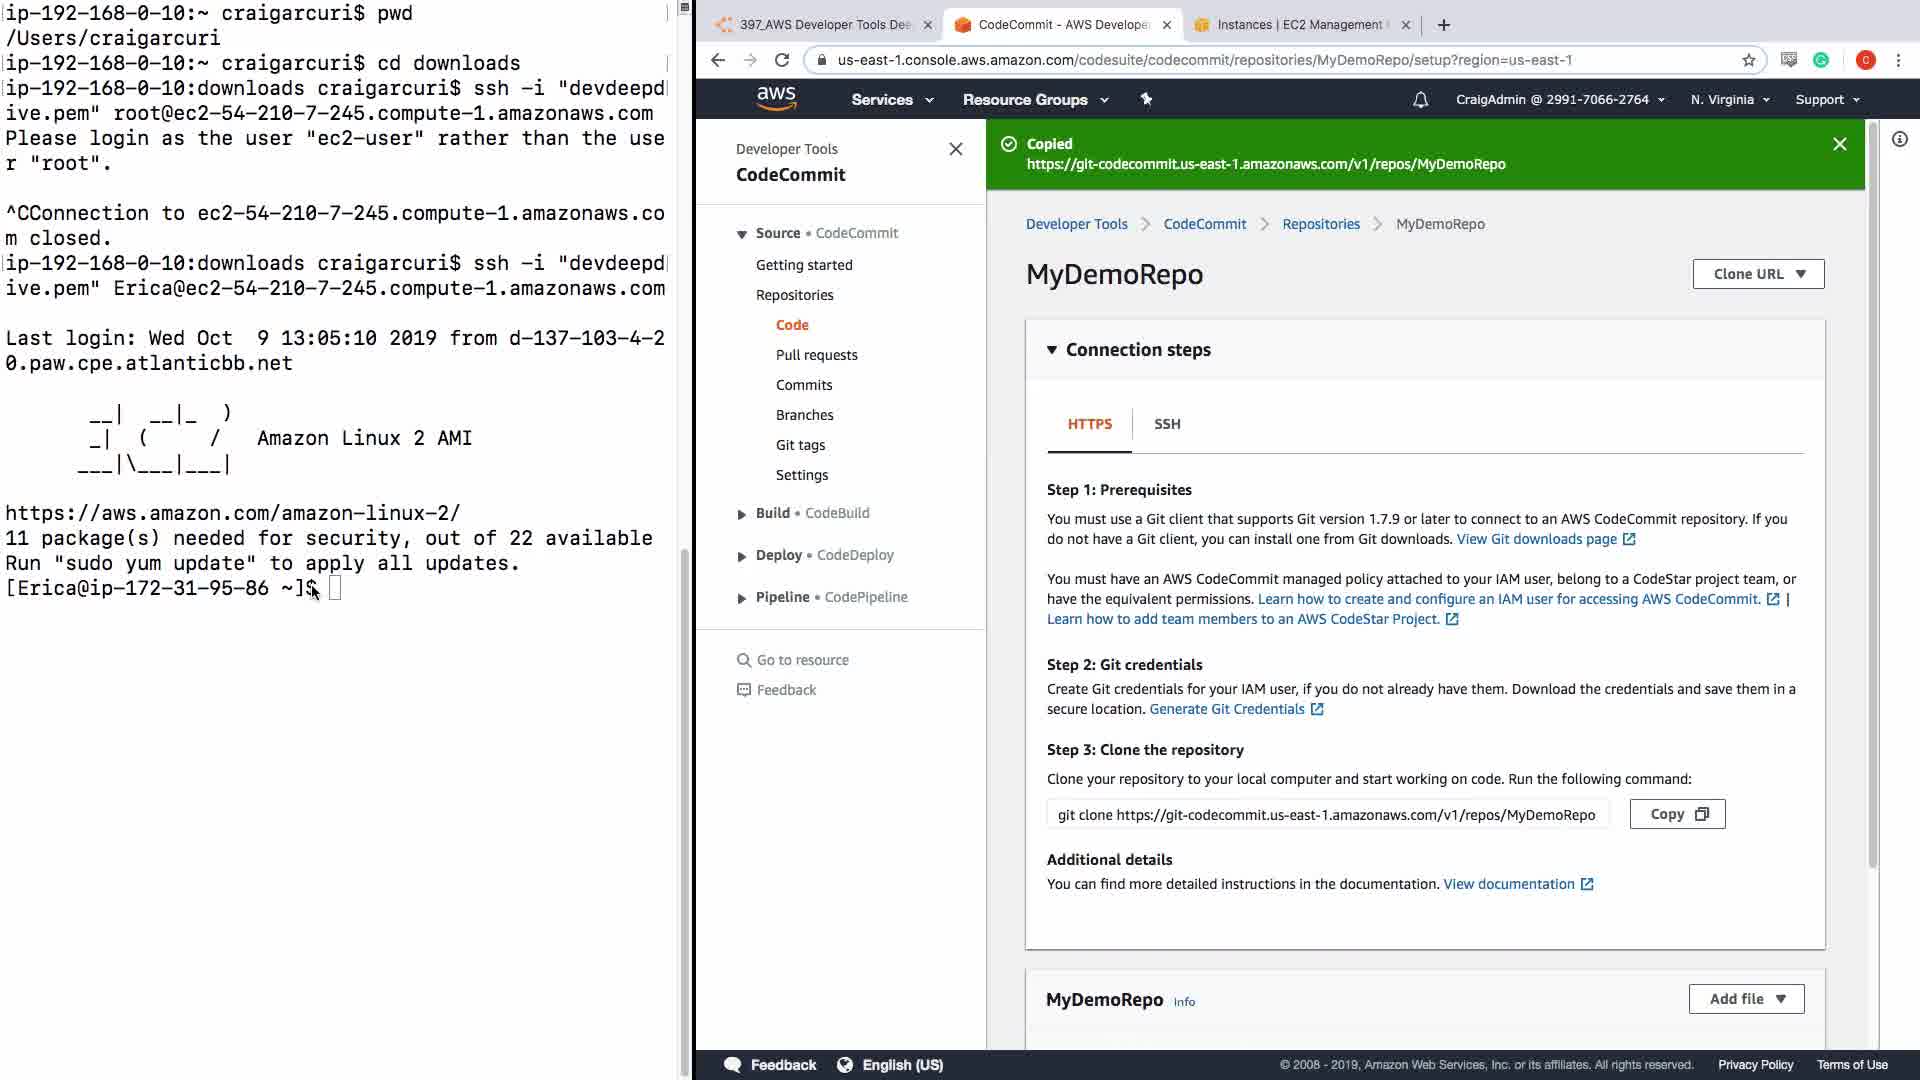 ip-192-168-0-10:~ craigarcuri$ pwd
/Users/craigarcuri
ip-192-168-0-10:~ craigarcuri$ cd downloads
ip-192-168-0-10:downloads craigarcuri$ ssh -i "devdeepd
ive.pem" root@ec2-54-210-7-245.compute-1.amazonaws.com
Please login as the user "ec2-user" rather than the use
r "root".
^CConnection to ec2-54-210-7-245.compute-1.amazonaws.co
m closed.
ip-192-168-0-10:downloads craigarcuri$ ssh -i "devdeepd
ive.pem" Erica@ec2-54-210-7-245.compute-1.amazonaws.com
Last login: Wed Oct  9 13:05:10 2019 from d-137-103-4-2
0.paw.cpe.atlanticbb.net
       __|  __|_  )
       _|  (     /   Amazon Linux 2 AMI
      ___|\___|___|
https://aws.amazon.com/amazon-linux-2/
11 package(s) needed for security, out of 22 available
Run "sudo yum update" to apply all updates.
[Erica@ip-172-31-95-86 ~]$
397_AWS Developer Tools Dee
CodeCommit - AWS Developer
Instances | EC2 Management
us-east-1.console.aws.amazon.com/codesuite/codecommit/repositories/MyDemoRepo/setup?region=us-east-1
C
aws
Services
Resource Groups
CraigAdmin @ 2991-7066-2764
N. Virginia
Support
Developer Tools
CodeCommit
Source • CodeCommit
Getting started
Repositories
Code
Pull requests
Commits
Branches
Git tags
Settings
Build • CodeBuild
Deploy • CodeDeploy
Pipeline • CodePipeline
Go to resource
Feedback
Copied
https://git-codecommit.us-east-1.amazonaws.com/v1/repos/MyDemoRepo
Developer Tools > CodeCommit > Repositories > MyDemoRepo
MyDemoRepo
Clone URL
Connection steps
HTTPS
SSH
Step 1: Prerequisites
You must use a Git client that supports Git version 1.7.9 or later to connect to an AWS CodeCommit repository. If you
do not have a Git client, you can install one from Git downloads. View Git downloads page
You must have an AWS CodeCommit managed policy attached to your IAM user, belong to a CodeStar project team, or
have the equivalent permissions. Learn how to create and configure an IAM user for accessing AWS CodeCommit. |
Learn how to add team members to an AWS CodeStar Project.
Step 2: Git credentials
Create Git credentials for your IAM user, if you do not already have them. Download the credentials and save them in a
secure location. Generate Git Credentials
Step 3: Clone the repository
Clone your repository to your local computer and start working on code. Run the following command:
git clone https://git-codecommit.us-east-1.amazonaws.com/v1/repos/MyDemoRepo
Copy
Additional details
You can find more detailed instructions in the documentation. View documentation
MyDemoRepo Info
Add file
Feedback
English (US)
© 2008 - 2019, Amazon Web Services, Inc. or its affiliates. All rights reserved.
Privacy Policy
Terms of Use